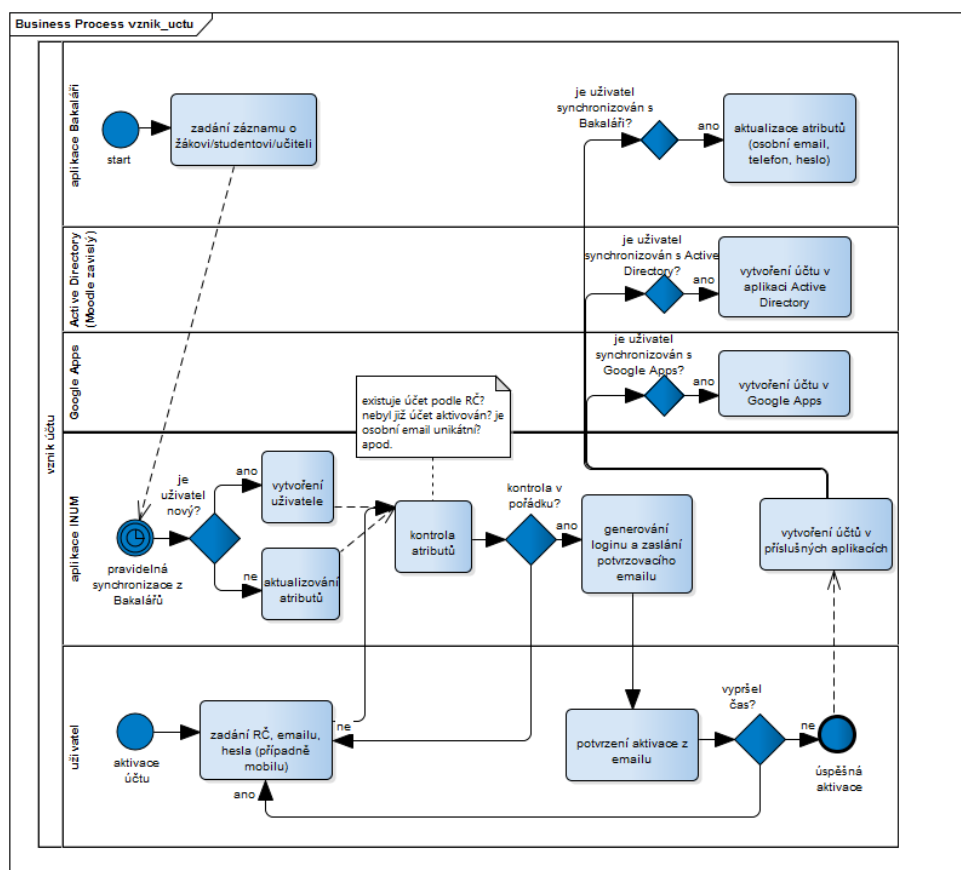 Business Process vznik_uctu
vznik účtu
aplikace Bakaláři
start
zadání záznamu o
žákovi/studentovi/učiteli
je uživatel
synchronizován s
Bakaláři?
ano
aktualizace atributů
(osobní email,
telefon, heslo)
Active Directory
(Moodle zavislý)
je uživatel
synchronizován s Active
Directory?
ano
vytvoření účtu v
aplikaci Active
Directory
Google Apps
je uživatel
synchronizován s
Google Apps?
ano
vytvoření účtu v
Google Apps
existuje účet podle RČ?
nebyl již účet aktivován? je
osobní email unikátní?
apod.
aplikace INUM
pravidelná
synchronizace z
Bakalářů
je
uživatel
nový?
ano
vytvoření
uživatele
ne
aktualizování
atributů
kontrola
atributů
kontrola v
pořádku?
ano
generování
loginu a zaslání
potvrzovacího
emailu
vytvoření účtů v
příslušných aplikacích
uživatel
aktivace
účtu
zadání RČ, emailu,
hesla (případně
mobilu)
ne
ano
potvrzení aktivace z
emailu
vypršel
čas?
ne
úspěšná
aktivace